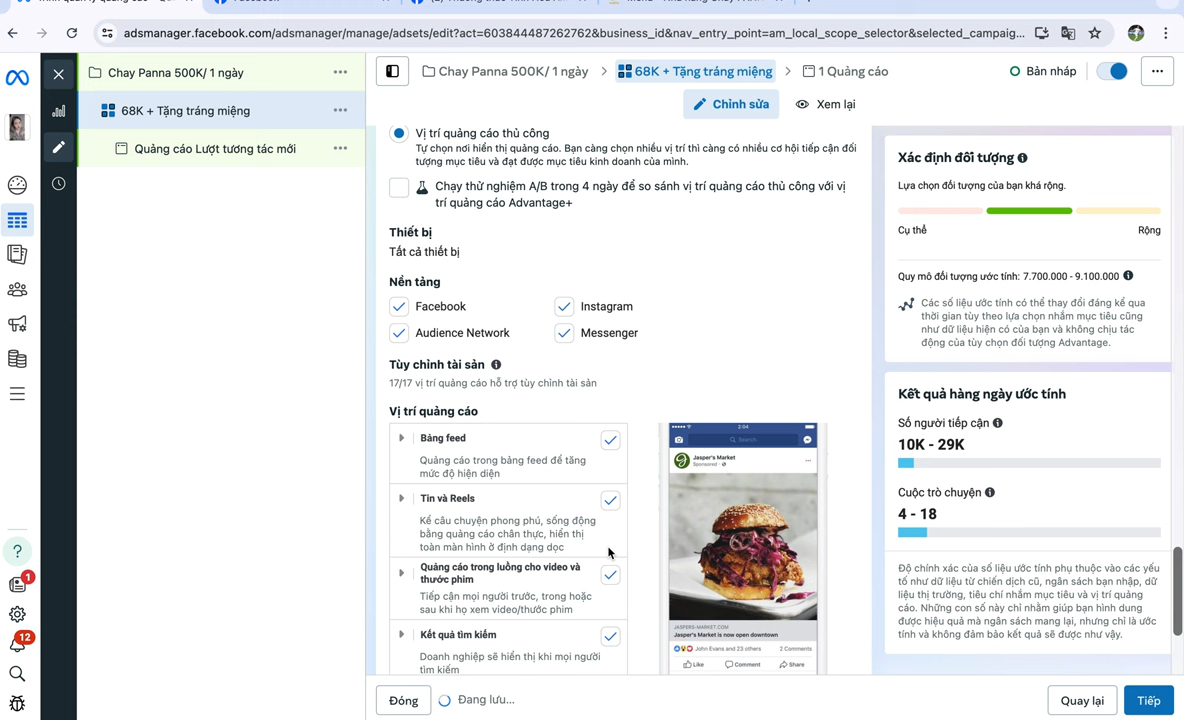 Facebook
adsmanager.facebook.com/adsmanager/manage/adsets/edit?act=603844487262762&business_id&nav_entry_point=am_local_scope_selector&selected_campaig...
Chay Panna 500K/ 1 ngày
68K + Tặng tráng miệng
Quảng cáo Lượt tương tác mới
Chay Panna 500K/ 1 ngày
68K + Tặng tráng miệng
1 Quảng cáo
Bản nháp
Chỉnh sửa
Xem lại
Vị trí quảng cáo thủ công
Tự chọn nơi hiển thị quảng cáo. Bạn càng chọn nhiều vị trí thì càng có nhiều cơ hội tiếp cận đối
tượng mục tiêu và đạt được mục tiêu kinh doanh của mình.
Chạy thử nghiệm A/B trong 4 ngày để so sánh vị trí quảng cáo thủ công với vị
trí quảng cáo Advantage+
Thiết bị
Tất cả thiết bị
Nền tảng
Facebook
Instagram
Audience Network
Messenger
Tùy chỉnh tài sản
17/17 vị trí quảng cáo hỗ trợ tùy chỉnh tài sản
Vị trí quảng cáo
Bảng feed
Quảng cáo trong bảng feed để tăng
mức độ hiện diện
Tin và Reels
Kể câu chuyện phong phú, sống động
bằng quảng cáo chân thực, hiển thị
toàn màn hình ở định dạng dọc
Quảng cáo trong luồng cho video và
thước phim
Tiếp cận mọi người trước, trong hoặc
sau khi họ xem video/thước phim
Kết quả tìm kiếm
Doanh nghiệp sẽ hiển thị khi mọi người
tìm kiếm
2:04
Search
Jasper's Market
Sponsored
JASPERS-MARKET.COM
Jasper's Market is now open downtown
John Evans and 23 others
2 Comments
Like
Comment
Share
Xác định đối tượng
Lựa chọn đối tượng của bạn khá rộng.
Cụ thể
Rộng
Quy mô đối tượng ước tính: 7.700.000 - 9.100.000
Các số liệu ước tính có thể thay đổi đáng kể qua
thời gian tùy theo lựa chọn nhắm mục tiêu cũng
như dữ liệu hiện có của bạn và không chịu tác
động của tùy chọn đối tượng Advantage.
Kết quả hàng ngày ước tính
Số người tiếp cận
10K - 29K
Cuộc trò chuyện
4 - 18
Độ chính xác của số liệu ước tính phụ thuộc vào các yếu
tố như dữ liệu từ chiến dịch cũ, ngân sách bạn nhập, dữ
liệu thị trường, tiêu chí nhắm mục tiêu và vị trí quảng
cáo. Những con số này chỉ nhằm giúp bạn hình dung
được hiệu quả mà ngân sách mang lại, nhưng chỉ là ước
tính và không đảm bảo kết quả sẽ được như vậy.
1
12
Đóng
Đang lưu...
Quay lại
Tiếp